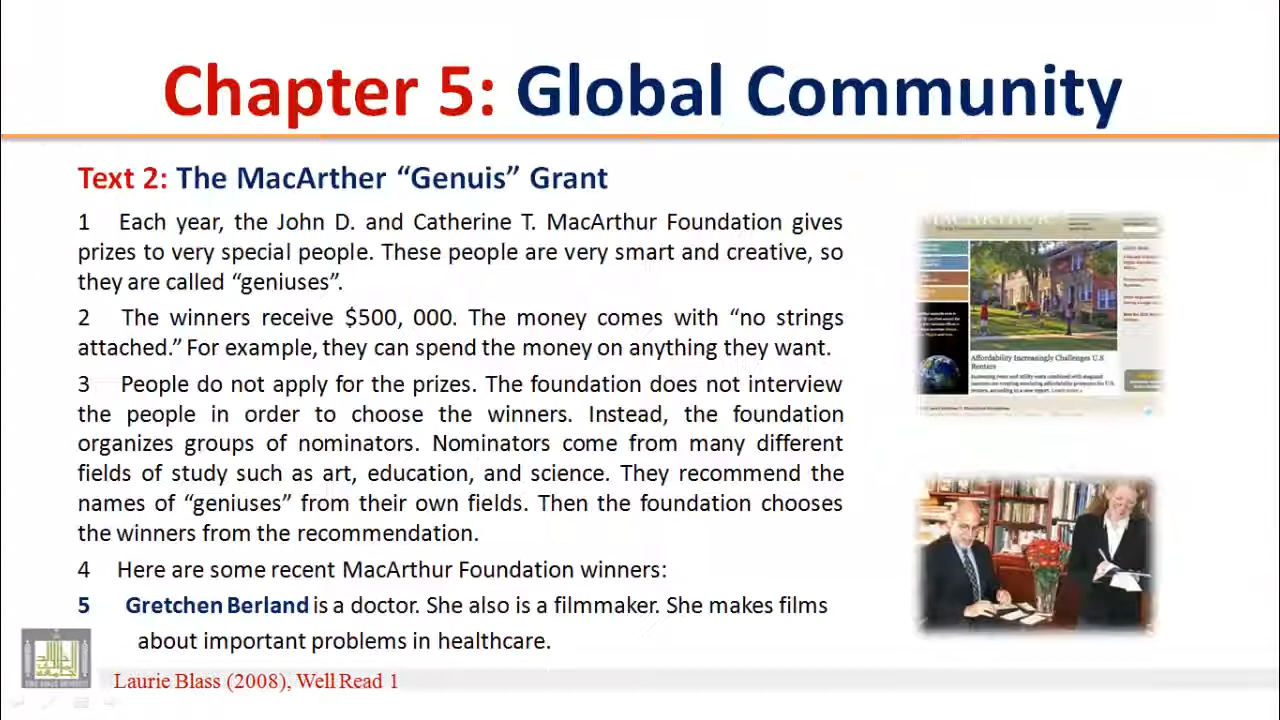 Chapter 5: Global Community
Text 2: The MacArther “Genuis” Grant
1 Each year, the John D. and Catherine T. MacArthur Foundation gives
prizes to very special people. These people are very smart and creative, so
they are called “geniuses”.
2 The winners receive $500, 000. The money comes with “no strings
attached.” For example, they can spend the money on anything they want.
3 People do not apply for the prizes. The foundation does not interview
the people in order to choose the winners. Instead, the foundation
organizes groups of nominators. Nominators come from many different
fields of study such as art, education, and science. They recommend the
names of “geniuses” from their own fields. Then the foundation chooses
the winners from the recommendation.
4 Here are some recent MacArthur Foundation winners:
5 Gretchen Berland is a doctor. She also is a filmmaker. She makes films
about important problems in healthcare.
Laurie Blass (2008), Well Read 1
MACARTHUR
Affordability Increasingly Challenges U.S
Renters